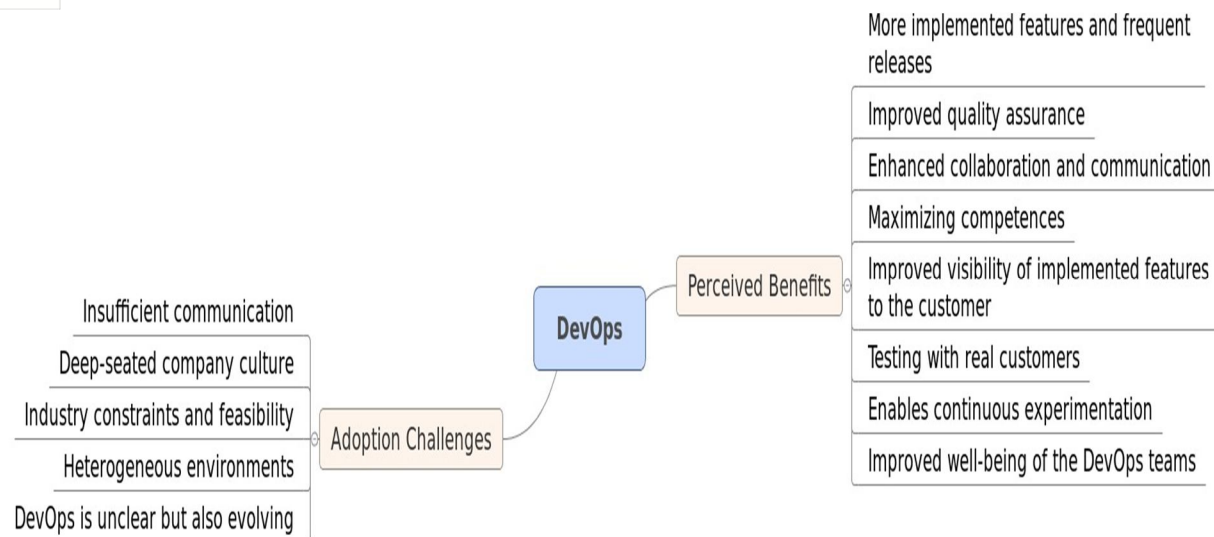 More implemented features and frequent
releases
Improved quality assurance
Enhanced collaboration and communication
Maximizing competences
Improved visibility of implemented features
to the customer
Testing with real customers
Enables continuous experimentation
Improved well-being of the DevOps teams
Perceived Benefits
DevOps
Adoption Challenges
Insufficient communication
Deep-seated company culture
Industry constraints and feasibility
Heterogeneous environments
DevOps is unclear but also evolving